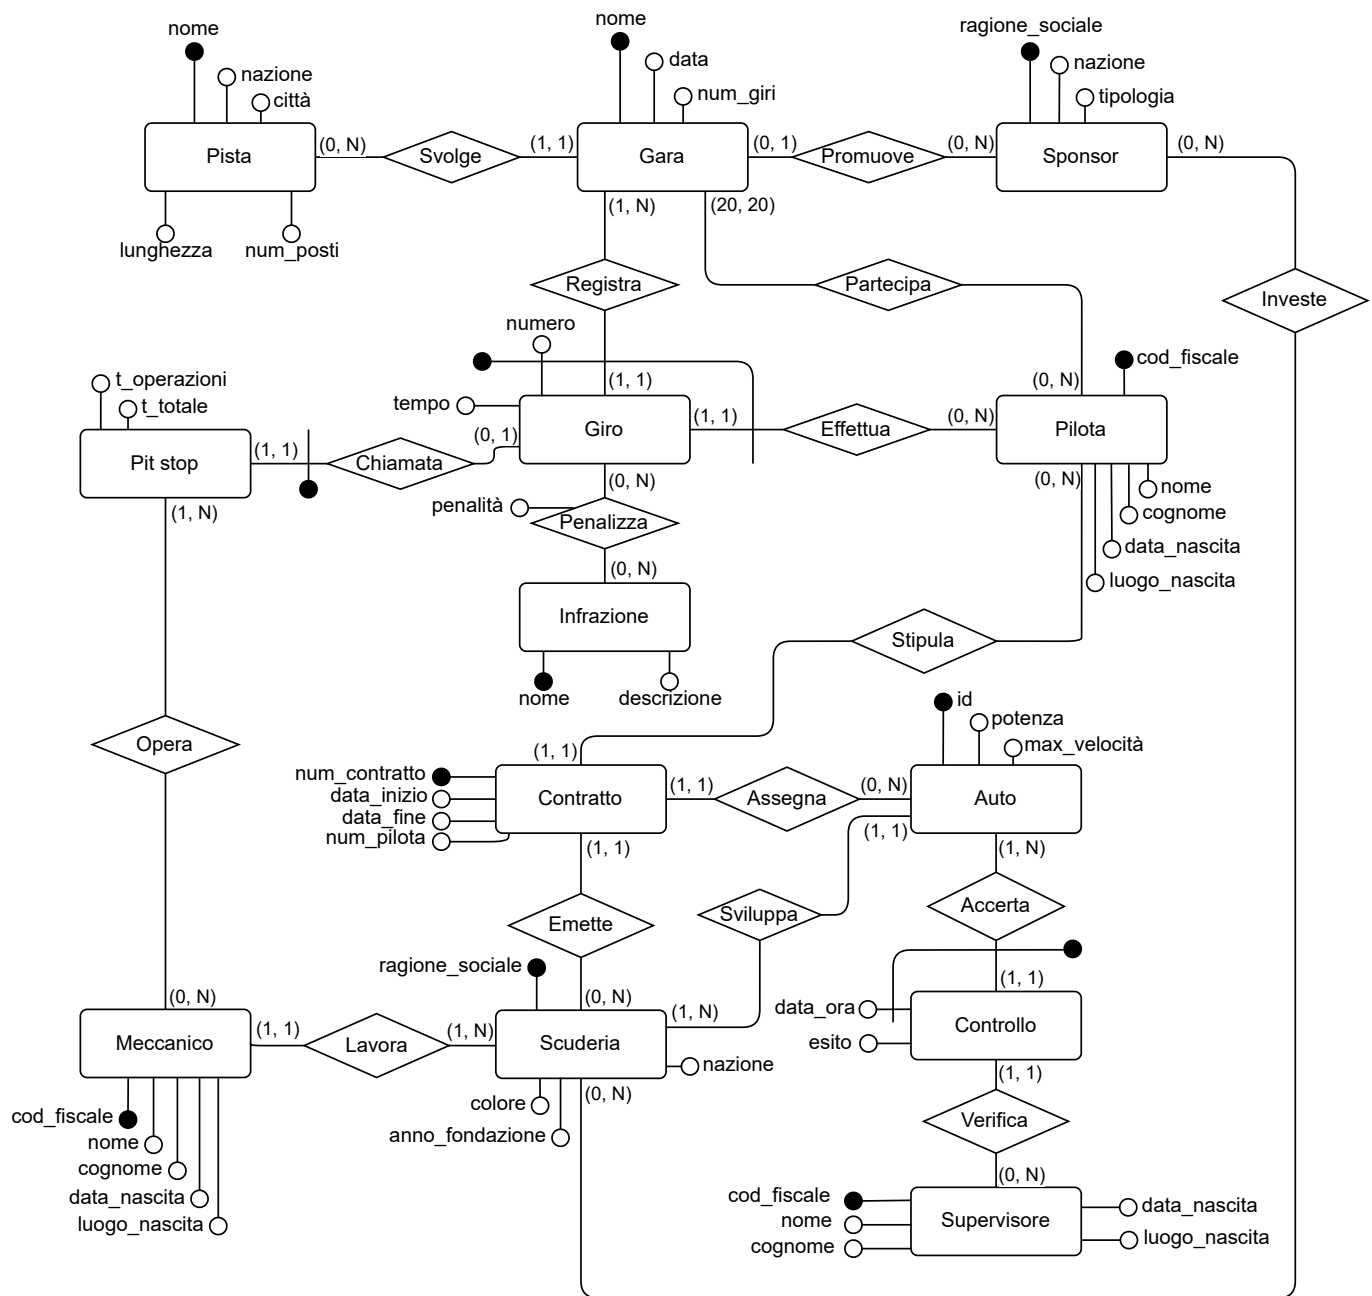 nome
nome
ragione_sociale
nazione
data
nazione
città
num_giri
tipologia
Pista
(0, N)
Svolge
(1, 1)
Gara
(0, 1)
Promuove
(0, N)
Sponsor
(0, N)
(1, N)
(20, 20)
lunghezza
num_posti
Registra
Partecipa
Investe
numero
cod_fiscale
t_operazioni
t_totale
tempo
(1, 1)
(0, N)
Pit stop
(1, 1)
Chiamata
(0, 1)
Giro
(1, 1)
Effettua
(0, N)
Pilota
(1, N)
(0, N)
(0, N)
penalità
Penalizza
nome
cognome
data_nascita
luogo_nascita
(0, N)
Infrazione
nome
descrizione
Stipula
Opera
id
potenza
max_velocità
(1, 1)
num_contratto
data_inizio
data_fine
num_pilota
Contratto
(1, 1)
Assegna
(0, N)
Auto
(1, 1)
(1, 1)
(1, N)
Emette
Sviluppa
Accerta
ragione_sociale
(0, N)
(0, N)
(1, N)
(1, 1)
data_ora
esito
Controllo
Meccanico
(1, 1)
Lavora
(1, N)
Scuderia
nazione
(1, 1)
(0, N)
colore
anno_fondazione
cod_fiscale
nome
cognome
data_nascita
luogo_nascita
Verifica
(0, N)
cod_fiscale
nome
cognome
Supervisore
data_nascita
luogo_nascita